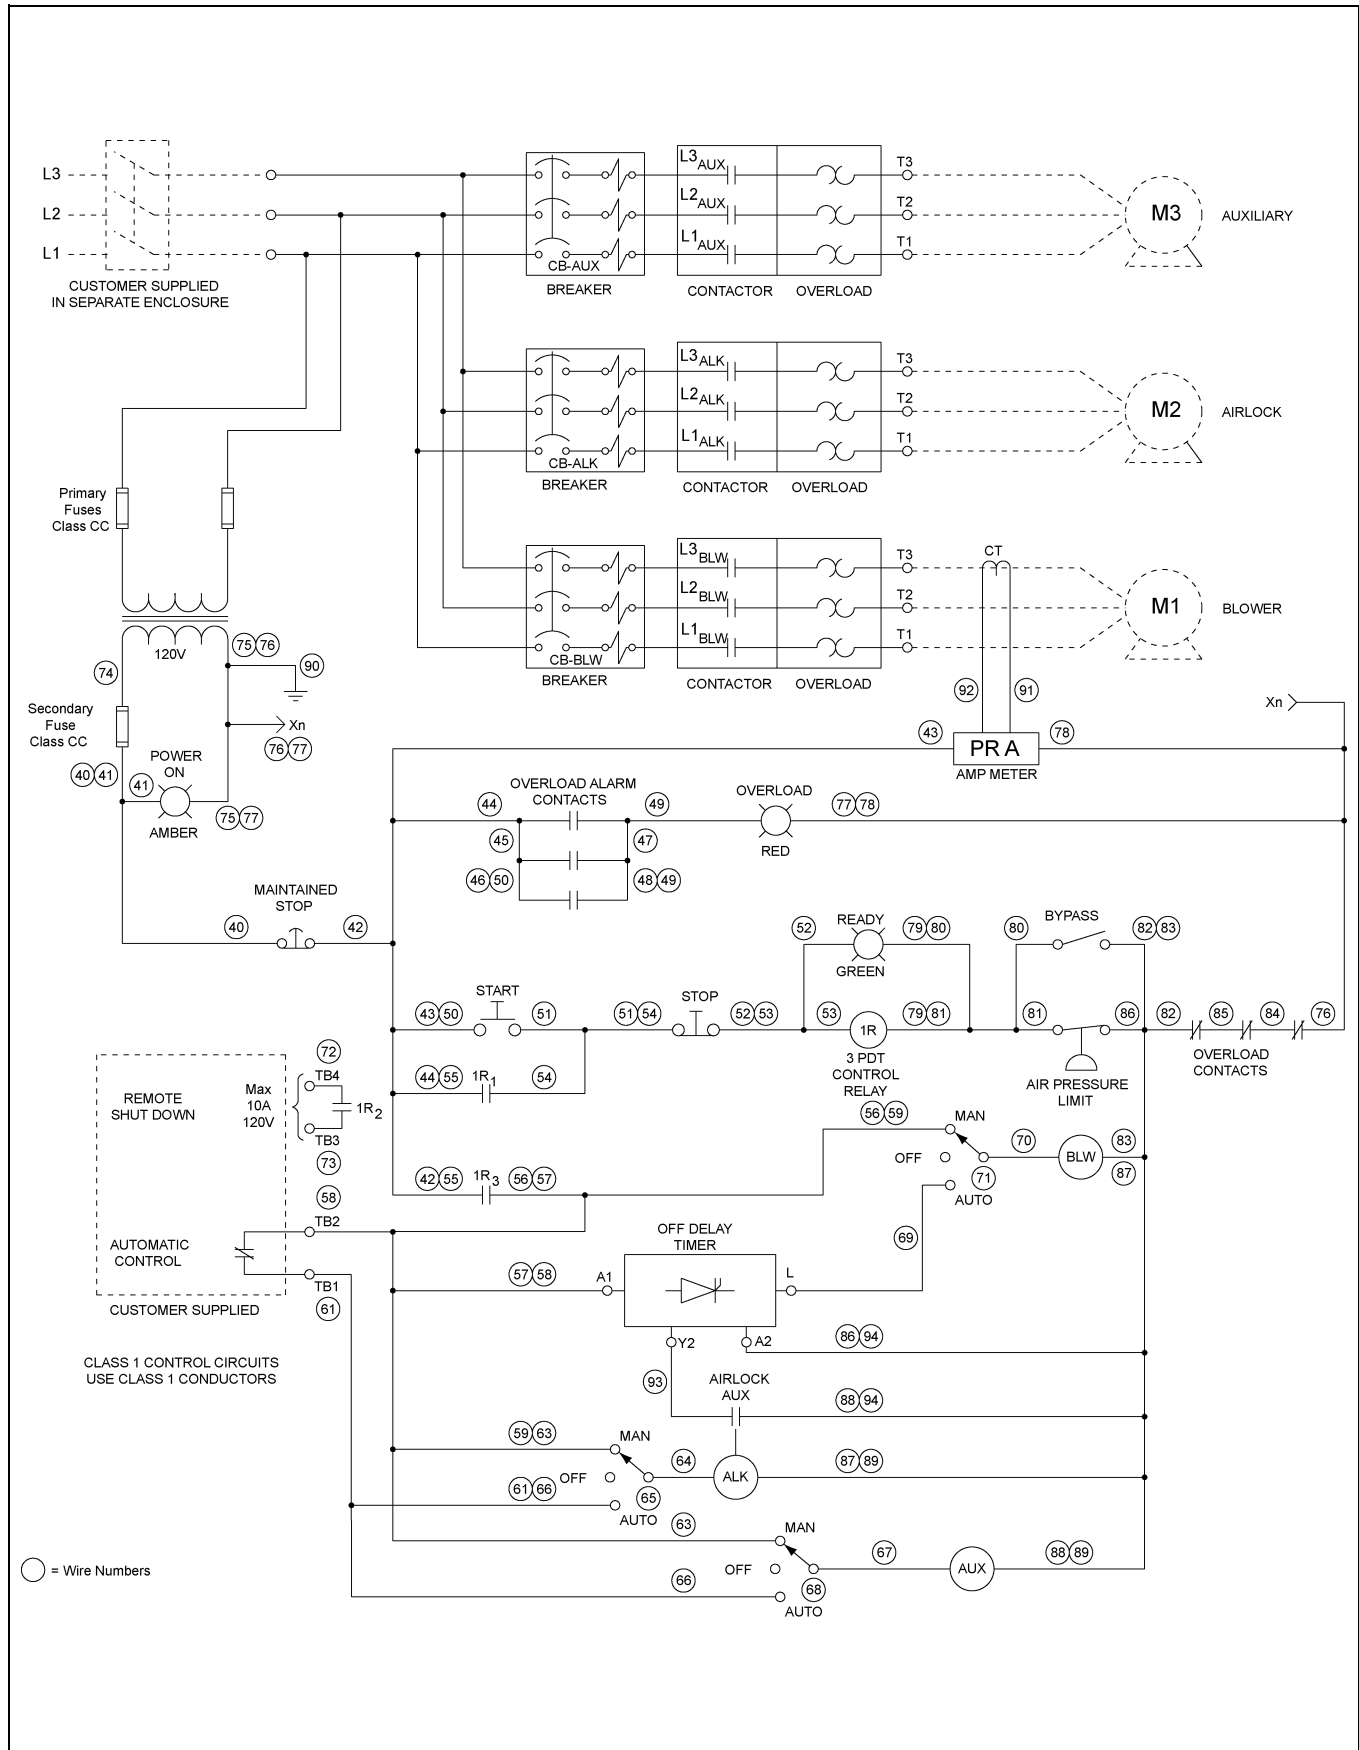 L3
L2
L1
CUSTOMER SUPPLIED
IN SEPARATE ENCLOSURE
CB-AUX
BREAKER
L3AUX
L2AUX
L1AUX
CONTACTOR
OVERLOAD
T3
T2
T1
M3
AUXILIARY
CB-ALK
BREAKER
L3ALK
L2ALK
L1ALK
CONTACTOR
OVERLOAD
T3
T2
T1
M2
AIRLOCK
Primary
Fuses
Class CC
CB-BLW
BREAKER
L3BLW
L2BLW
L1BLW
CONTACTOR
OVERLOAD
T3
T2
T1
CT
M1
BLOWER
120V
75 76
74
90
92
91
Secondary
Fuse
Class CC
Xn
76 77
Xn
43
PR A
78
AMP METER
POWER
ON
40 41
41
AMBER
75 77
OVERLOAD ALARM
CONTACTS
44
49
45
47
46 50
48 49
OVERLOAD
77 78
RED
MAINTAINED
STOP
40
42
52
READY
79 80
GREEN
BYPASS
80
82 83
START
43 50
51
51 54
STOP
52 53
53
1R
79 81
3 PDT
CONTROL
RELAY
81
86
AIR PRESSURE
LIMIT
82
85
84
76
OVERLOAD
CONTACTS
REMOTE
SHUT DOWN
Max
10A
120V
72
TB4
1R2
TB3
73
44 55
1R1
54
56 59
MAN
OFF
71
AUTO
70
BLW
83
87
42 55
1R3
56 57
58
TB2
AUTOMATIC
CONTROL
TB1
61
CUSTOMER SUPPLIED
69
OFF DELAY
TIMER
57 58
A1
L
Y2
A2
86 94
CLASS 1 CONTROL CIRCUITS
USE CLASS 1 CONDUCTORS
93
AIRLOCK
AUX
88 94
59 63
MAN
OFF
64
ALK
87 89
61 66
65
AUTO
63
MAN
OFF
67
AUX
88 89
66
68
AUTO
= Wire Numbers